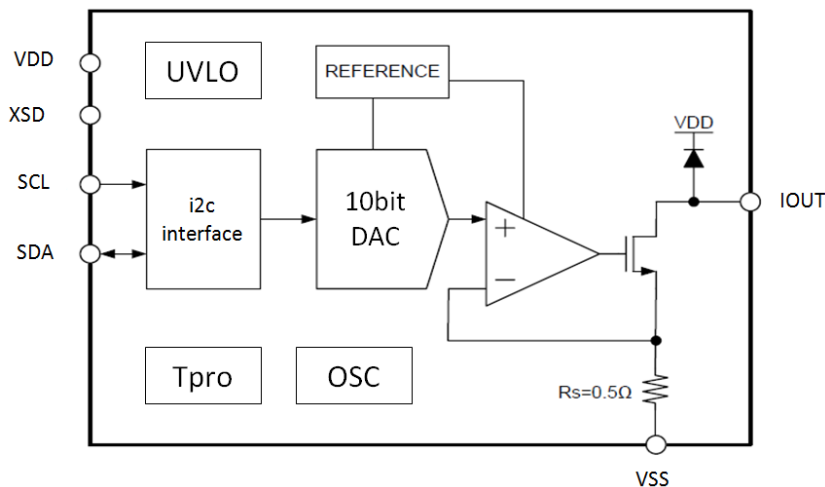 VDD
UVLO
REFERENCE
XSD
VDD
SCL
i2c
interface
10bit
DAC
IOUT
SDA
+
−
Tpro
OSC
Rs=0.5Ω
VSS